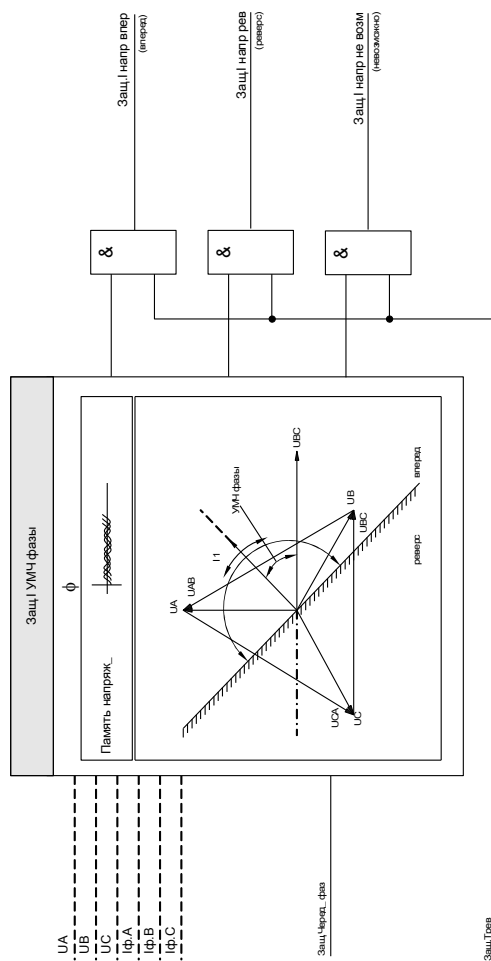 Защ.I УМЧ фазы
φ
Память напряж_
UA
UB
UC
Iф.A
Iф.B
Iф.C
Защ.Черед_ фаз
Защ.Трев
UA
UAB
I1
УМЧ фазы
UBC
UCA
UC
UB
UBC
вперед
реверс
&
&
&
Защ.I напр впер
(вперед)
Защ.I напр рев
(реверс)
Защ.I напр не возм
(невозможно)